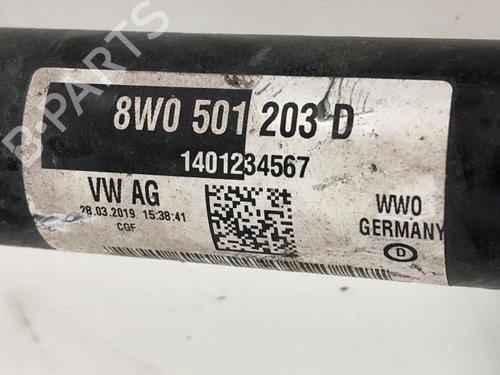 B-PARTS
8W0 501 203 D
1401234567
VW AG
28.03.2019 15:38:41
CGF
WWO
GERMANY
D